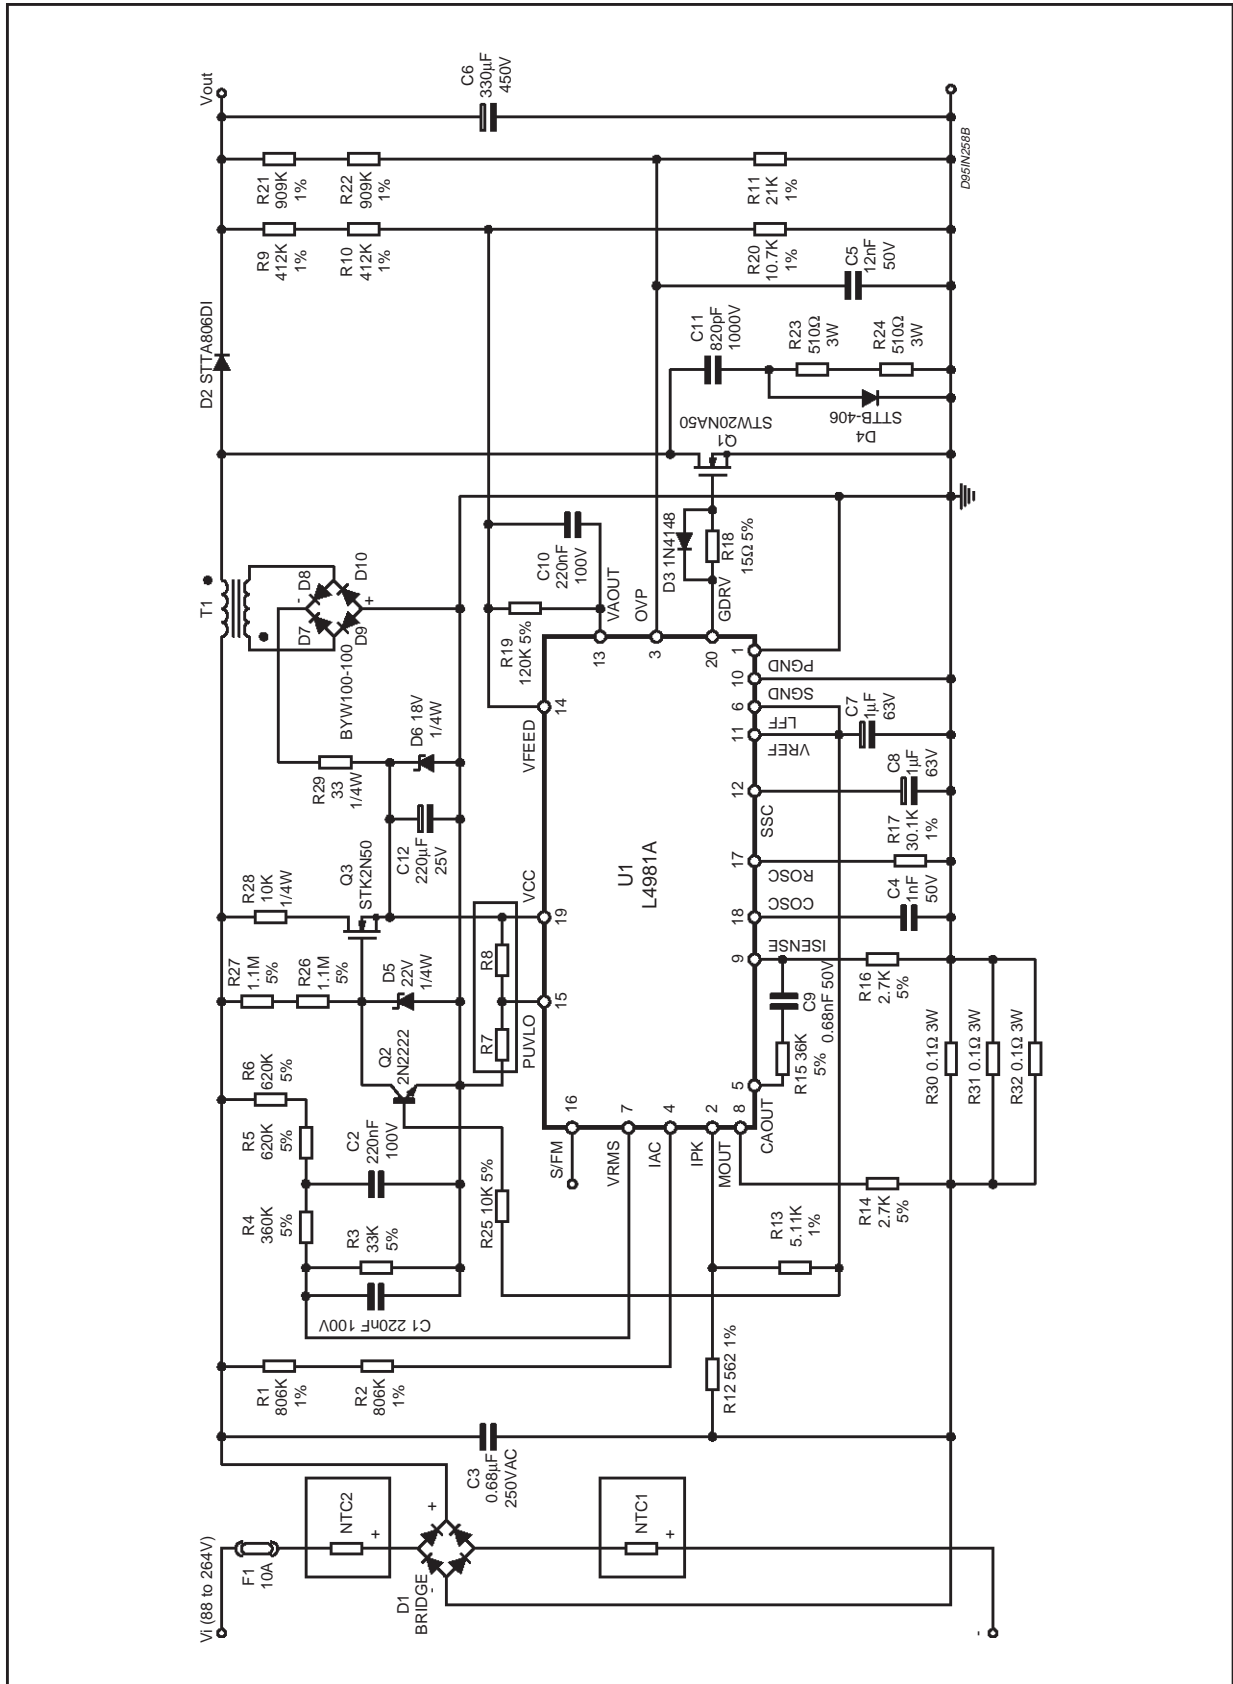 Vi (88 to 264V)
F1
10A
NTC2
+
D1
BRIDGE
+
-
NTC1
+
-
C3
0.68µF
250VAC
R1
806K
1%
R2
806K
1%
R12 562 1%
C1 220nF 100V
R3
33K
5%
R4
360K
5%
C2
220nF
100V
R5
620K
5%
R6
620K
5%
R25 10K 5%
R13
5.11K
1%
R14
2.7K
5%
R27
1.1M
5%
R26
1.1M
5%
Q2
2N2222
D5
22V
1/4W
R28
10K
1/4W
Q3
STK2N50
R7
R8
C12
220µF
25V
R29
33
1/4W
D6 18V
1/4W
BYW100-100
D7
D8
D9
D10
-
+
T1
S/FM
16
VRMS
7
IAC
4
IPK
2
MOUT
8
CAOUT
5
PUVLO
15
VCC
19
VFEED
14
U1
L4981A
ISENSE
9
COSC
18
ROSC
17
SSC
12
VREF
11
LFF
6
SGND
10
PGND
1
13
VAOUT
3
OVP
20
GDRV
R15 36K
5%
C9
0.68nF 50V
R16
2.7K
5%
R30 0.1Ω 3W
R31 0.1Ω 3W
R32 0.1Ω 3W
C4
1nF
50V
R17
30.1K
1%
C8
1µF
63V
C7
1µF
63V
R19
120K 5%
C10
220nF
100V
D3 1N4148
R18
15Ω 5%
Q1
STW20NA50
D4
STTB-406
C11
820pF
1000V
R23
510Ω
3W
R24
510Ω
3W
D2 STTA806DI
R9
412K
1%
R10
412K
1%
R20
10.7K
1%
C5
12nF
50V
R21
909K
1%
R22
909K
1%
R11
21K
1%
C6
330µF
450V
Vout
D95IN258B